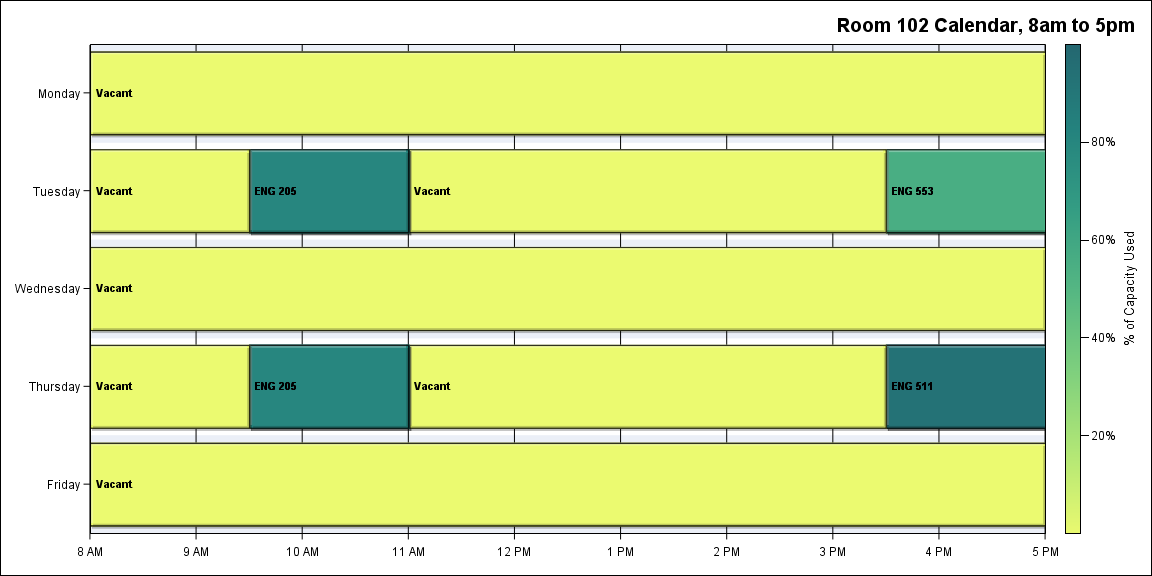 Room 102 Calendar, 8am to 5pm
Monday
Vacant
Tuesday
Vacant
ENG 205
Vacant
ENG 553
Wednesday
Vacant
Thursday
Vacant
ENG 205
Vacant
ENG 511
Friday
Vacant
8 AM
9 AM
10 AM
11 AM
12 PM
1 PM
2 PM
3 PM
4 PM
5 PM
80%
60%
40%
20%
% of Capacity Used